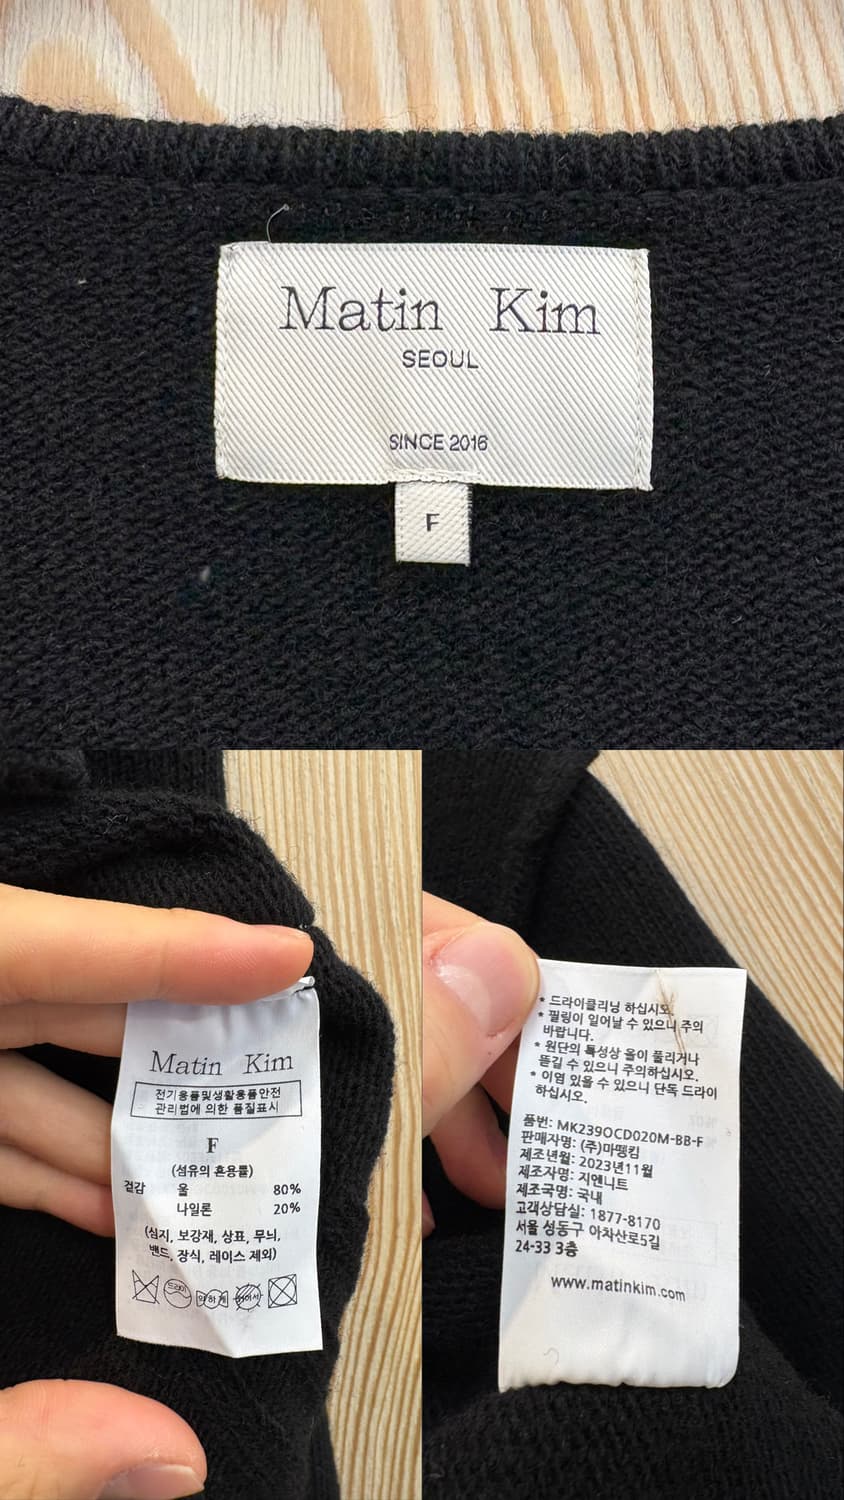 Matin Kim
SEOUL
SINCE 2016
F
Matin Kim
전기용품및생활용품안전
관리법에 의한 품질표시
F
(섬유의 혼용률)
겉감 울 80%
나일론 20%
(심지, 보강재, 상표, 무늬,
밴드, 장식, 레이스 제외)
드라이
약하게
* 드라이클리닝 하십시오.
* 필링이 일어날 수 있으니 주의
바랍니다.
* 원단의 특성상 올이 풀리거나
뜯길 수 있으니 주의하십시오.
* 이염 있을 수 있으니 단독 드라이
하십시오.
품번: MK239OCD020M-BB-F
판매자명: (주)마뗑킴
제조년월: 2023년11월
제조자명: 지엔니트
제조국명: 국내
고객상담실: 1877-8170
서울 성동구 아차산로5길
24-33 3층
www.matinkim.com